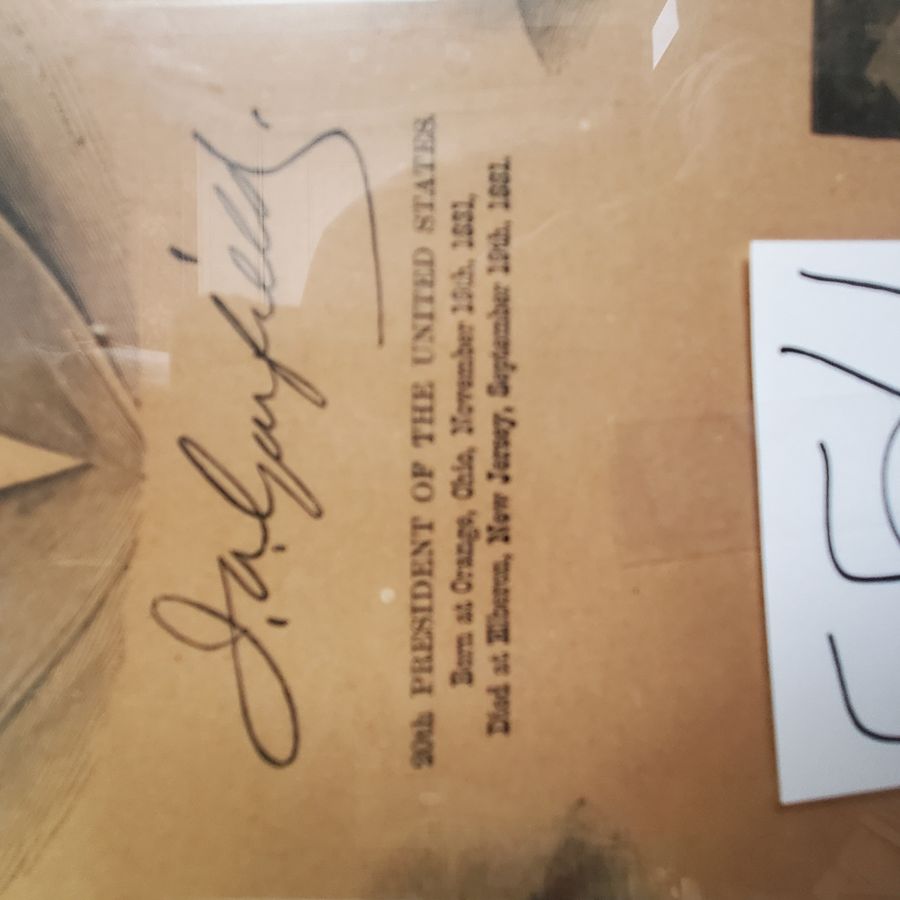 J. A. Garfield.
20th PRESIDENT OF THE UNITED STATES.
Born at Orange, Ohio, November 19th, 1831,
Died at Elberon, New Jersey, September 19th, 1881.